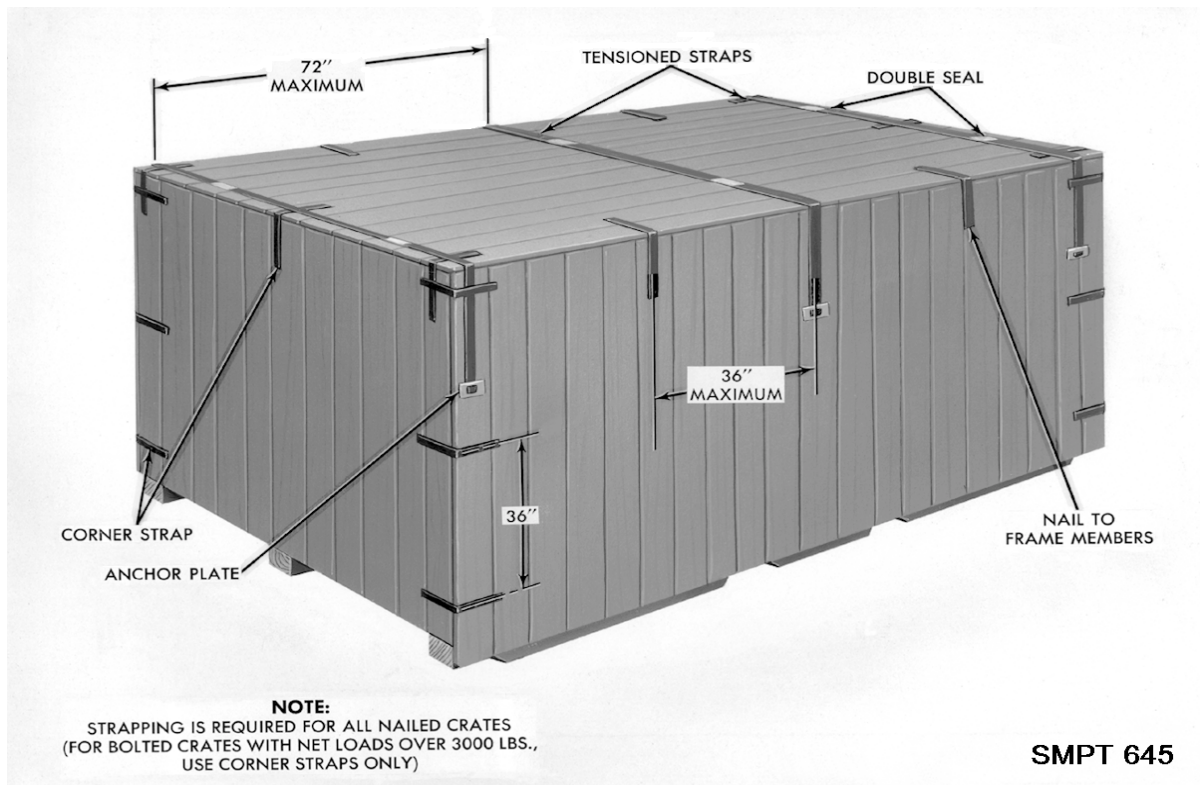 72″
MAXIMUM
TENSIONED STRAPS
DOUBLE SEAL
36″
MAXIMUM
36″
CORNER STRAP
ANCHOR PLATE
NAIL TO
FRAME MEMBERS
NOTE:
STRAPPING IS REQUIRED FOR ALL NAILED CRATES
(FOR BOLTED CRATES WITH NET LOADS OVER 3000 LBS.,
USE CORNER STRAPS ONLY)
SMPT 645